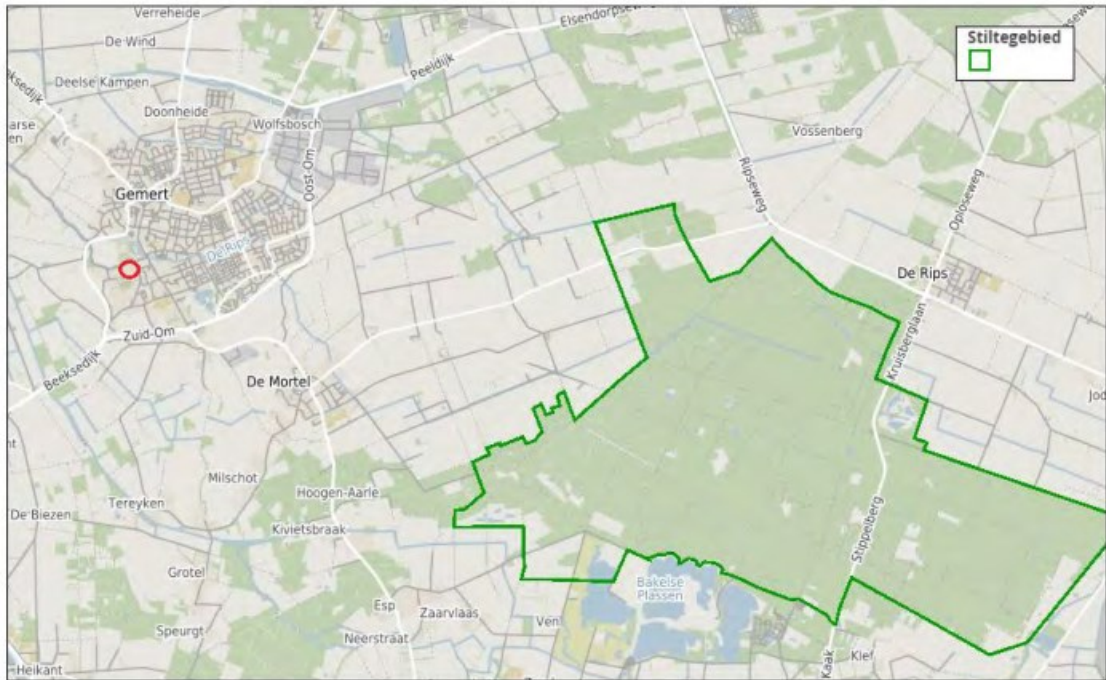 Verreheide
De Wind
Elsendorpseweg
Stiltegebied
Peeldijk
Deelse Kampen
Doonheide
Wolfsbosch
Vossenberg
Oost-Om
Ripseweg
Oploseweg
Gemert
De Rips
De Rips
Kruisberglaan
Zuid-Om
Beeksedijk
De Mortel
Milschot
Hoogen-Aarle
Tereyken
De Biezen
Kivietsbraak
Stippelberg
Grotel
Bakelse
Plassen
Esp
Zaarvlaas
Ven
Speurgt
Neerstraat
Kaak
Klef
Heikant